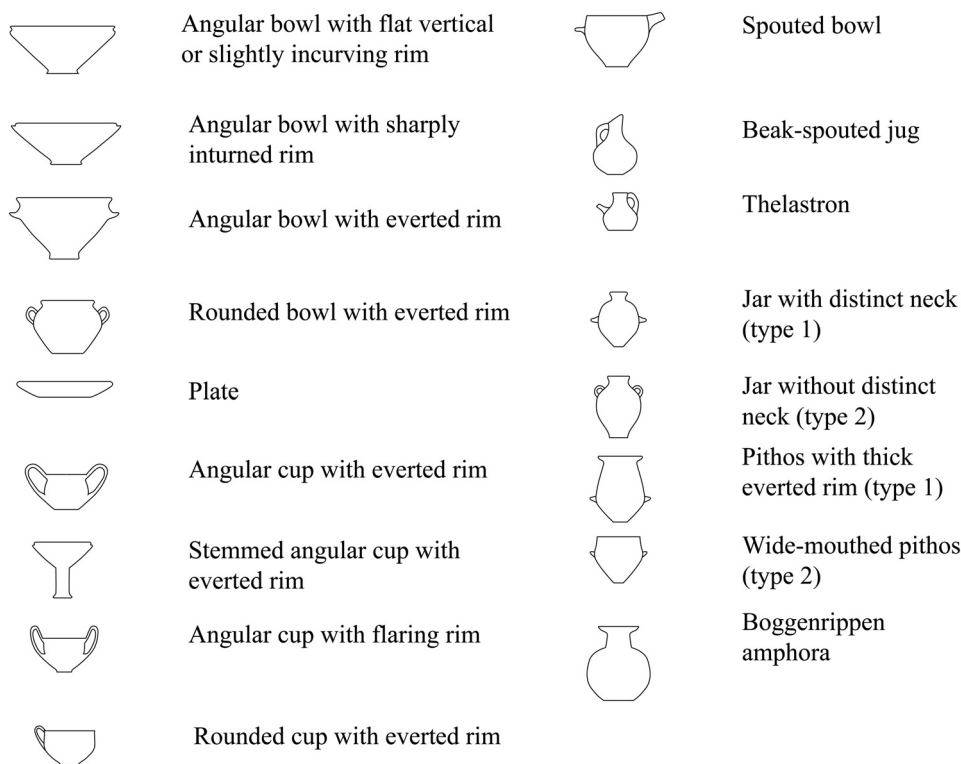 Angular bowl with flat vertical
or slightly incurving rim
Angular bowl with sharply
inturned rim
Angular bowl with everted rim
Rounded bowl with everted rim
Plate
Angular cup with everted rim
Stemmed angular cup with
everted rim
Angular cup with flaring rim
Rounded cup with everted rim
Spouted bowl
Beak-spouted jug
Thelastron
Jar with distinct neck
(type 1)
Jar without distinct
neck (type 2)
Pithos with thick
everted rim (type 1)
Wide-mouthed pithos
(type 2)
Boggenrippen
amphora